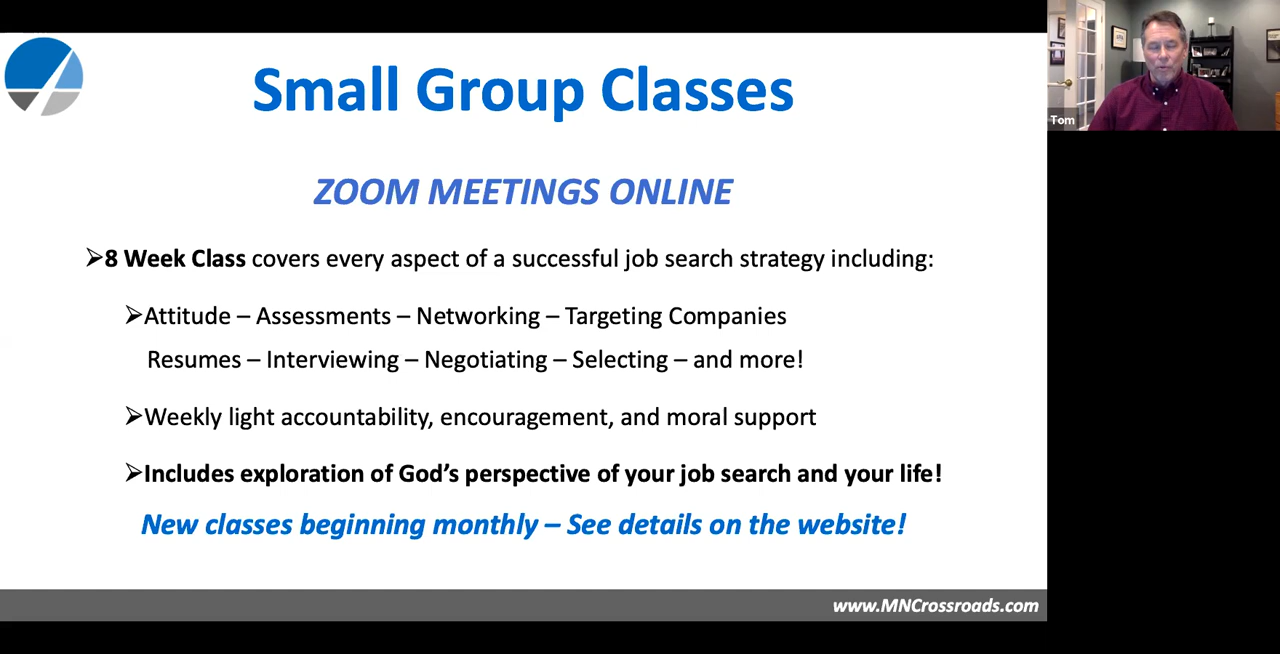 Small Group Classes
ZOOM MEETINGS ONLINE
➢8 Week Class covers every aspect of a successful job search strategy including:
➢Attitude – Assessments – Networking – Targeting Companies
Resumes – Interviewing – Negotiating – Selecting – and more!
➢Weekly light accountability, encouragement, and moral support
➢Includes exploration of God’s perspective of your job search and your life!
New classes beginning monthly – See details on the website!
www.MNCrossroads.com
Tom